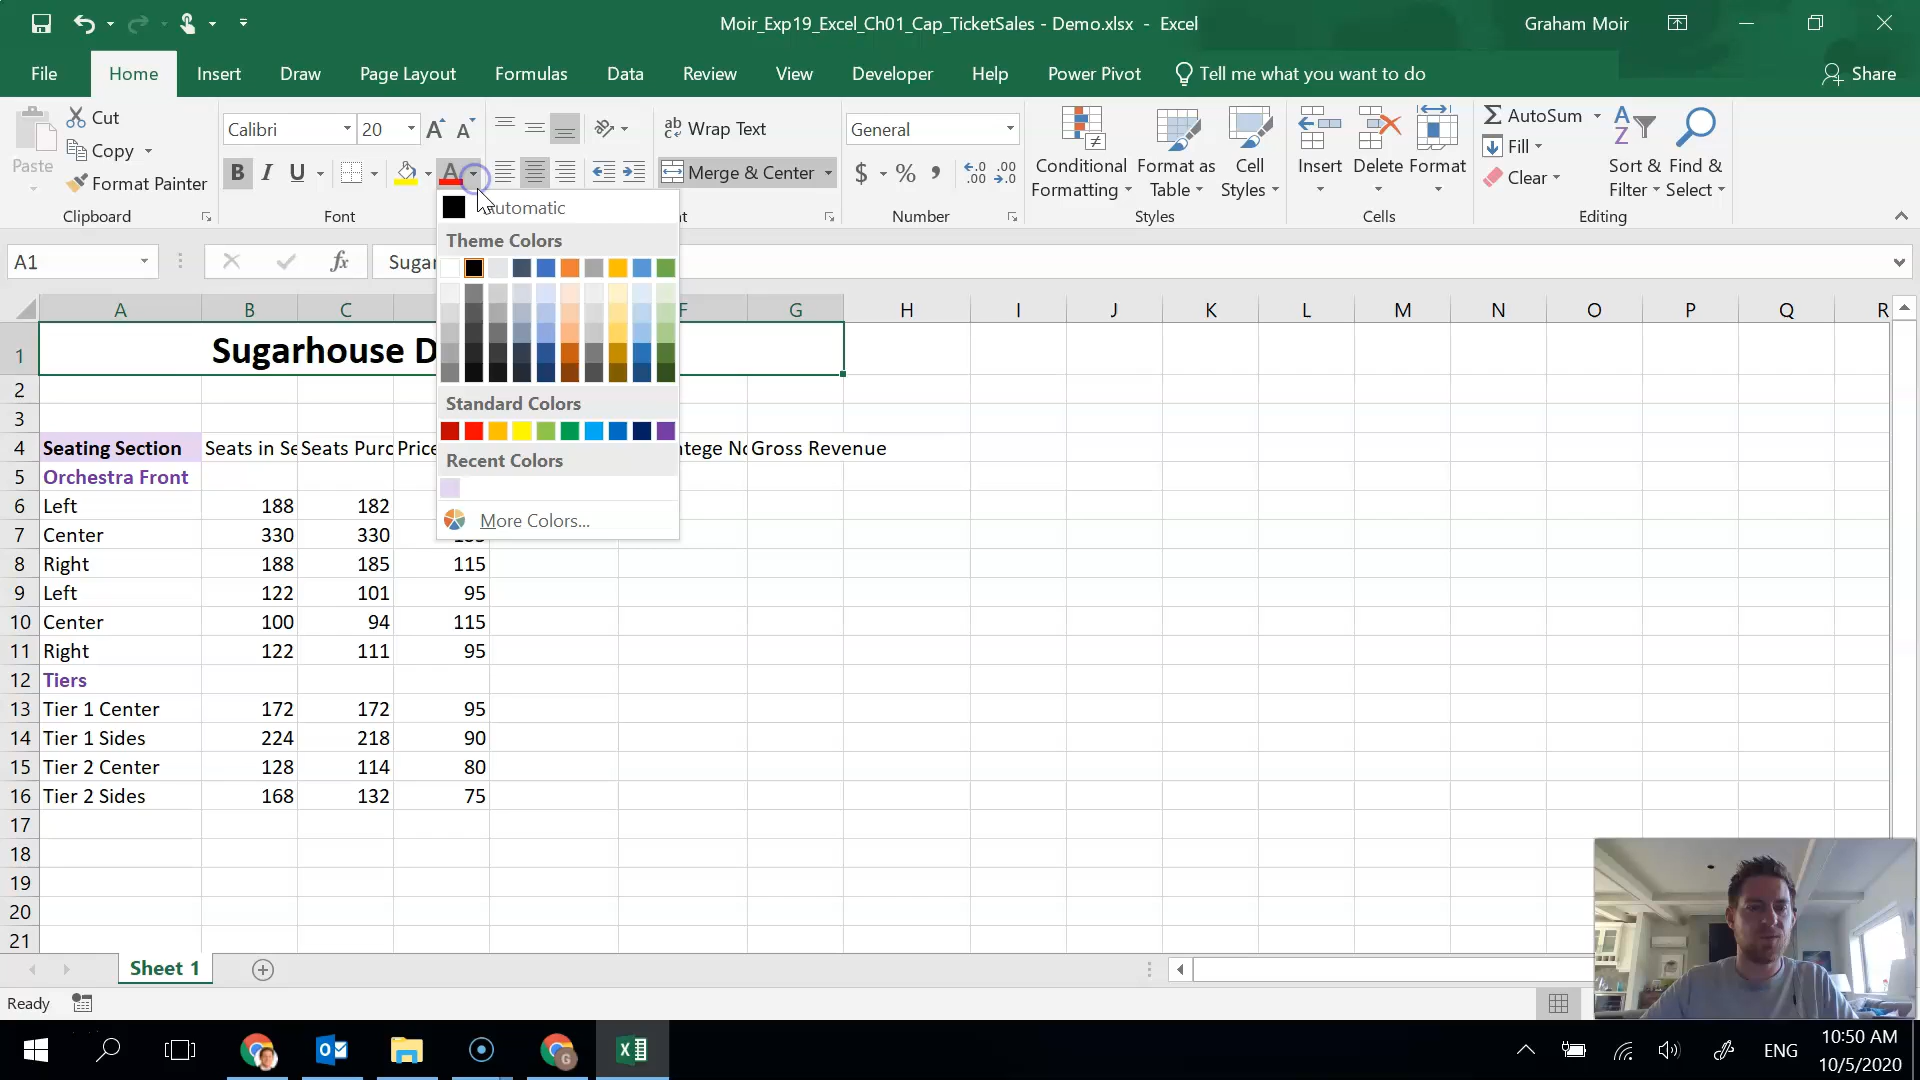 Moir_Exp19_Excel_Ch01_Cap_TicketSales - Demo.xlsx - Excel
Graham Moir
File Home Insert Draw Page Layout Formulas Data Review View Developer Help Power Pivot Tell me what you want to do Share
Paste
Cut
Copy
Format Painter
Clipboard
Calibri 20
B I U
Font
ab Wrap Text
Merge & Center
General
$ % ,
Number
Conditional Formatting
Format as Table
Cell Styles
Styles
Insert Delete Format
Cells
AutoSum
Fill
Clear
Sort & Filter
Find & Select
Editing
A1
fx
Automatic
Theme Colors
Standard Colors
Recent Colors
More Colors...
A B C F G H I J K L M N O P Q R
1 Sugarhouse D
2
3
4 Seating Section Seats in Se Seats Purc Price Gross Revenue
5 Orchestra Front
6 Left 188 182
7 Center 330 330
8 Right 188 185 115
9 Left 122 101 95
10 Center 100 94 115
11 Right 122 111 95
12 Tiers
13 Tier 1 Center 172 172 95
14 Tier 1 Sides 224 218 90
15 Tier 2 Center 128 114 80
16 Tier 2 Sides 168 132 75
17
18
19
20
21
Sheet 1
Ready
ENG
10:50 AM
10/5/2020